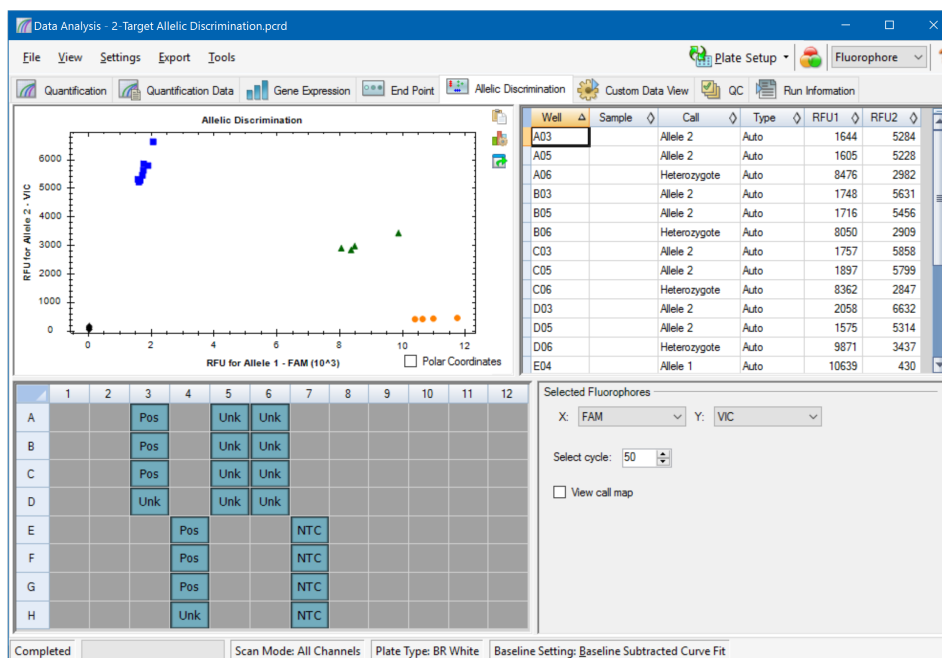 Data Analysis - 2-Target Allelic Discrimination.pcrd
File View Settings Export Tools Plate Setup Fluorophore
Quantification Quantification Data Gene Expression End Point Allelic Discrimination Custom Data View QC Run Information
Allelic Discrimination
RFU for Allele 2 - VIC
6000
5000
4000
3000
2000
1000
0
0 2 4 6 8 10 12
RFU for Allele 1 - FAM (10^3)
Polar Coordinates
Well Sample Call Type RFU1 RFU2
A03 Allele 2 Auto 1644 5284
A05 Allele 2 Auto 1605 5228
A06 Heterozygote Auto 8476 2982
B03 Allele 2 Auto 1748 5631
B05 Allele 2 Auto 1716 5456
B06 Heterozygote Auto 8050 2909
C03 Allele 2 Auto 1757 5858
C05 Allele 2 Auto 1897 5799
C06 Heterozygote Auto 8362 2847
D03 Allele 2 Auto 2058 6632
D05 Allele 2 Auto 1575 5314
D06 Heterozygote Auto 9871 3437
E04 Allele 1 Auto 10639 430
1 2 3 4 5 6 7 8 9 10 11 12
A Pos Unk Unk
B Pos Unk Unk
C Pos Unk Unk
D Unk Unk Unk
E Pos NTC
F Pos NTC
G Pos NTC
H Unk NTC
Selected Fluorophores
X: FAM Y: VIC
Select cycle: 50
View call map
Completed Scan Mode: All Channels Plate Type: BR White Baseline Setting: Baseline Subtracted Curve Fit